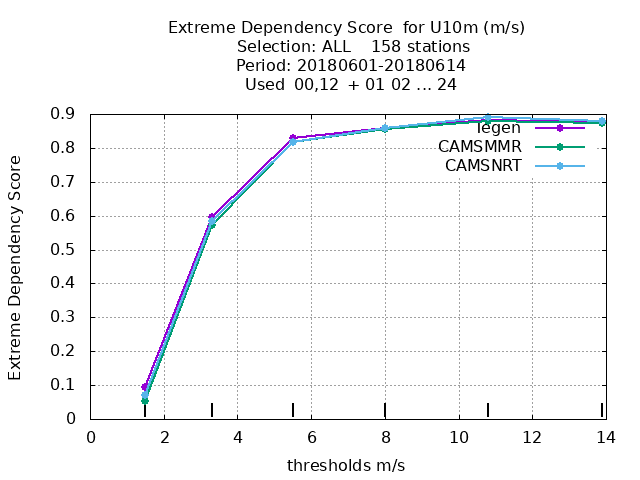 Extreme Dependency Score for U10m (m/s)
Selection: ALL 158 stations
Period: 20180601-20180614
Used 00,12 + 01 02 ... 24
Extreme Dependency Score
0.9
0.8
0.7
0.6
0.5
0.4
0.3
0.2
0.1
0
Tegen
CAMSMMR
CAMSNRT
0 2 4 6 8 10 12 14
thresholds m/s